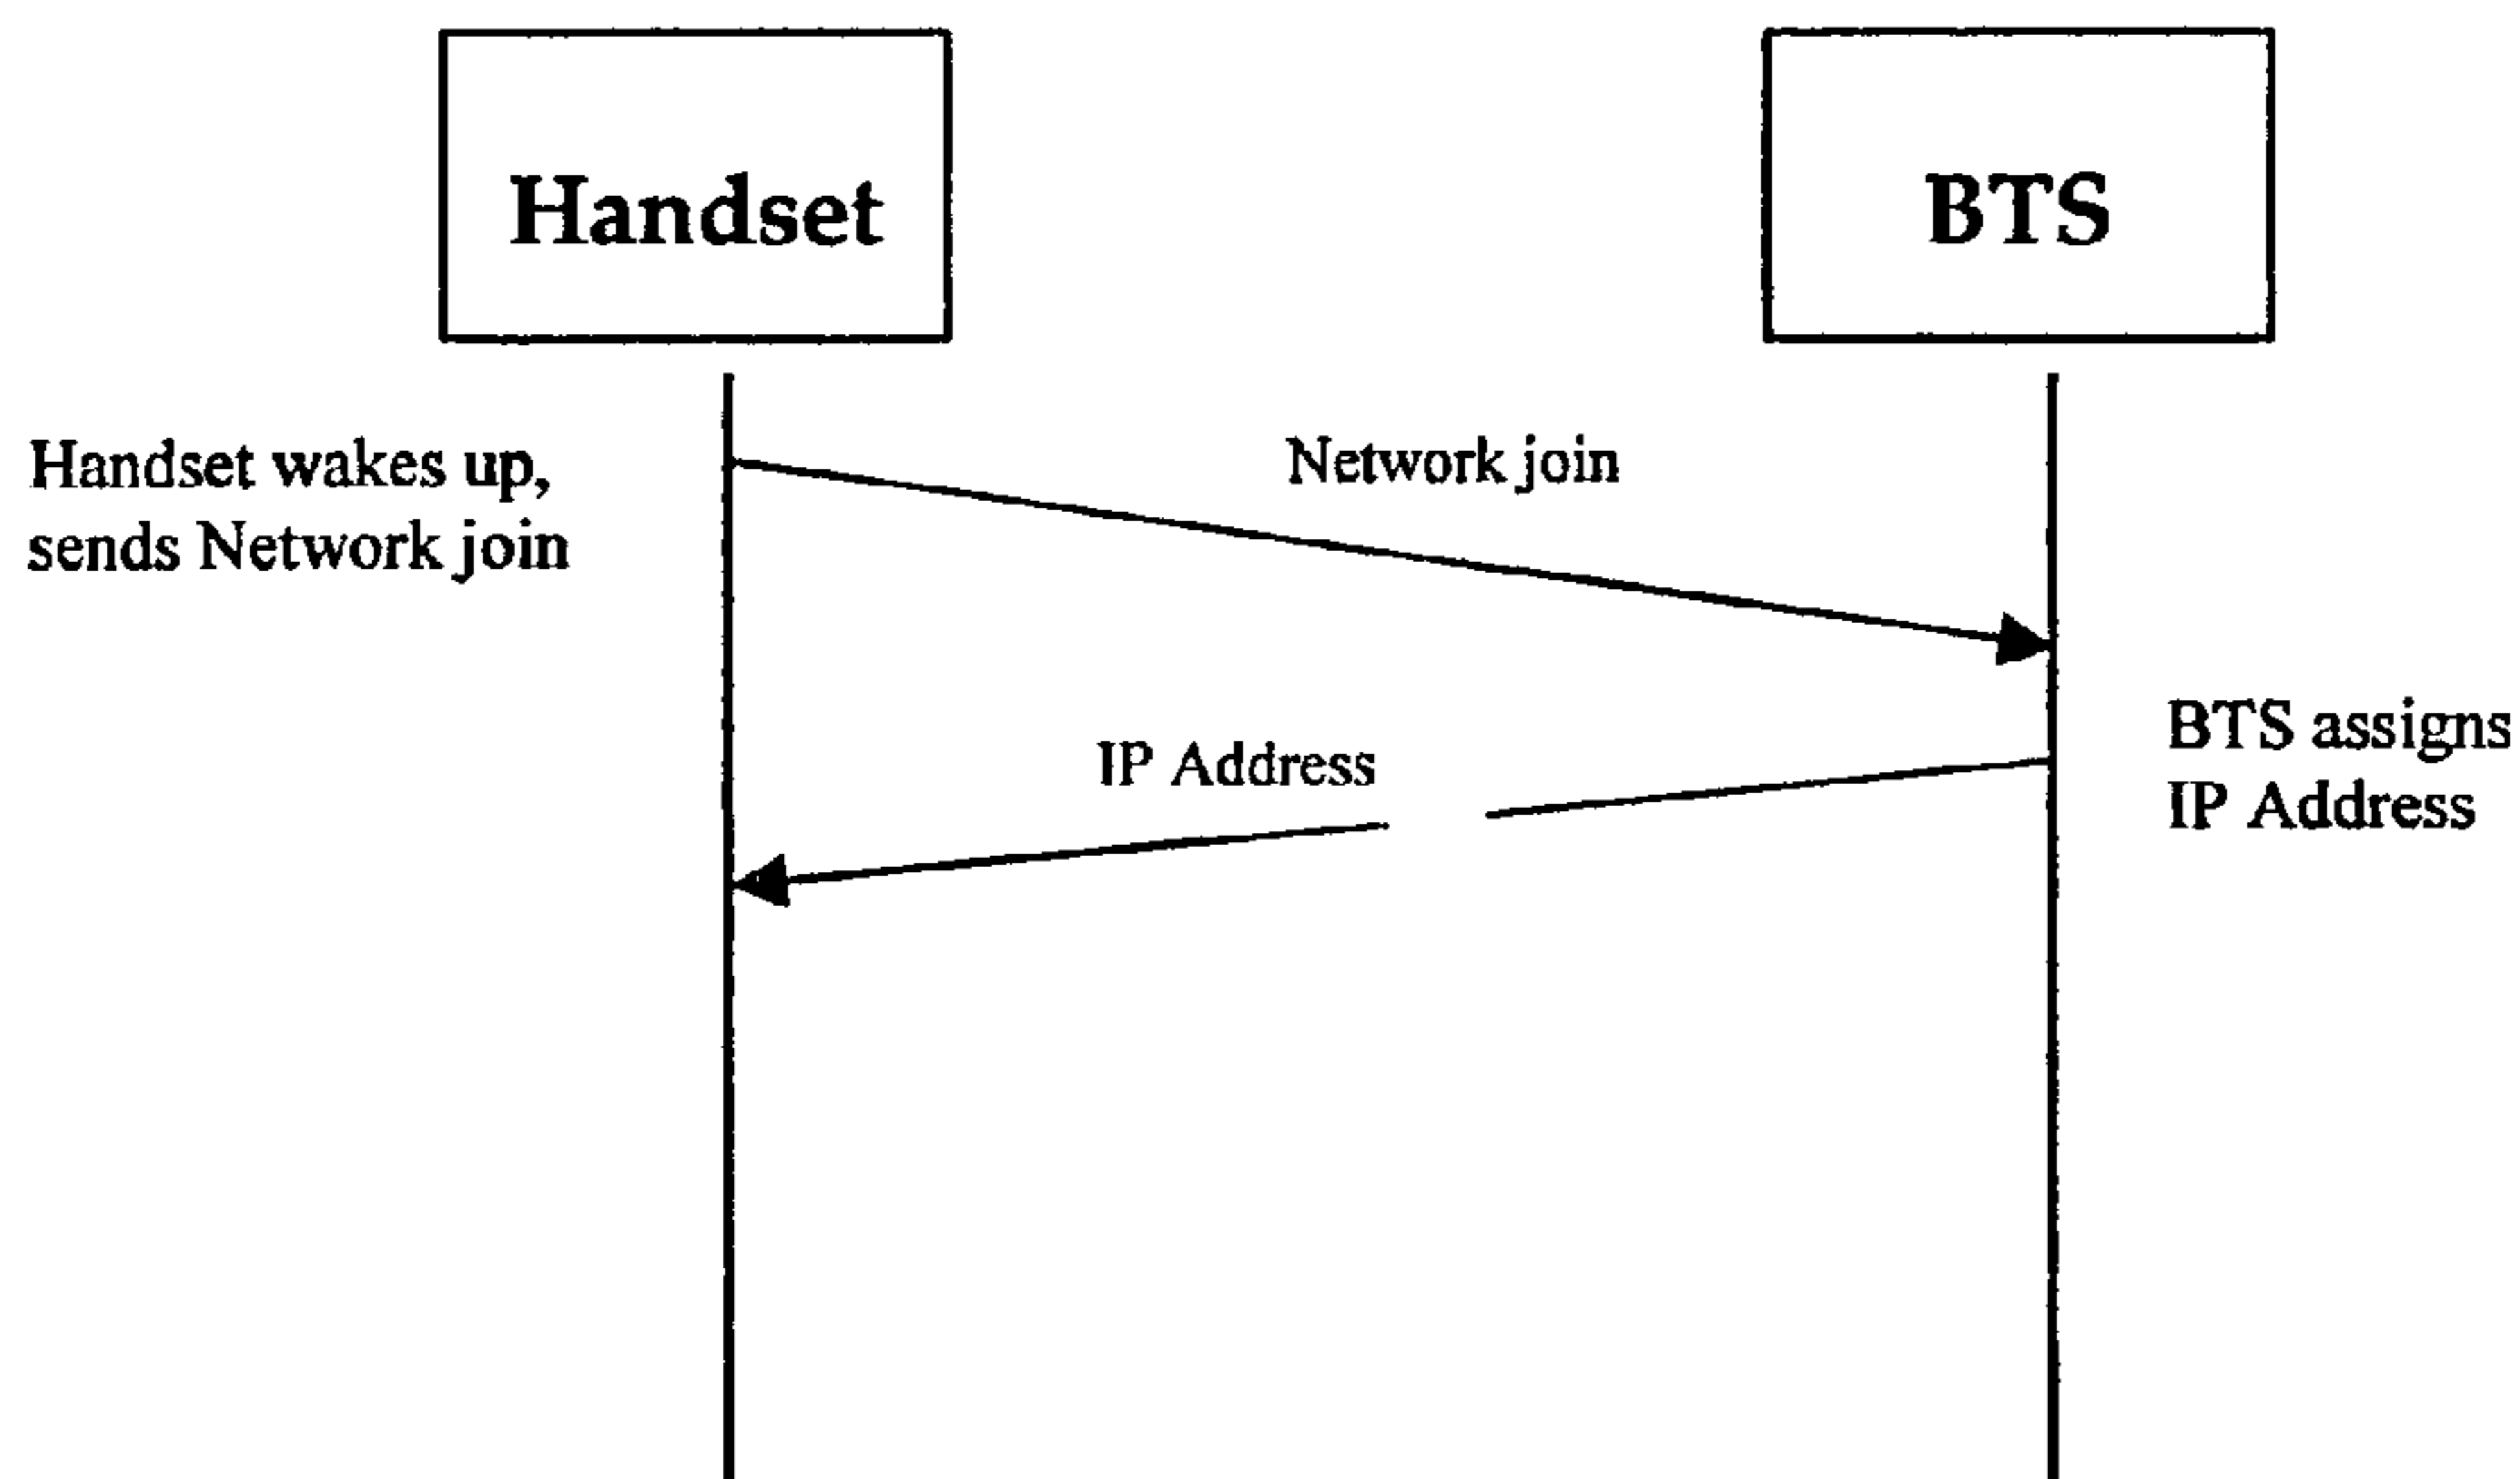 Handset
BTS
Handset wakes up,
sends Network join
Network join
IP Address
BTS assigns
IP Address